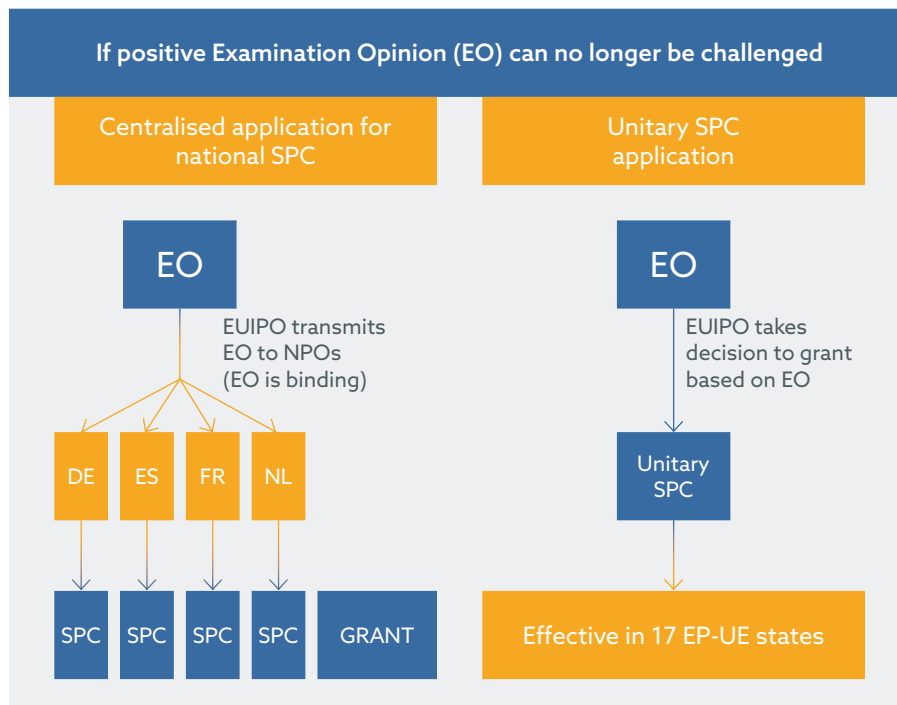 If positive Examination Opinion (EO) can no longer be challenged
Centralised application for
national SPC
EO
EUIPO transmits
EO to NPOs
(EO is binding)
DE
ES
FR
NL
SPC
SPC
SPC
SPC
GRANT
Unitary SPC
application
EO
EUIPO takes
decision to grant
based on EO
Unitary
SPC
Effective in 17 EP-UE states